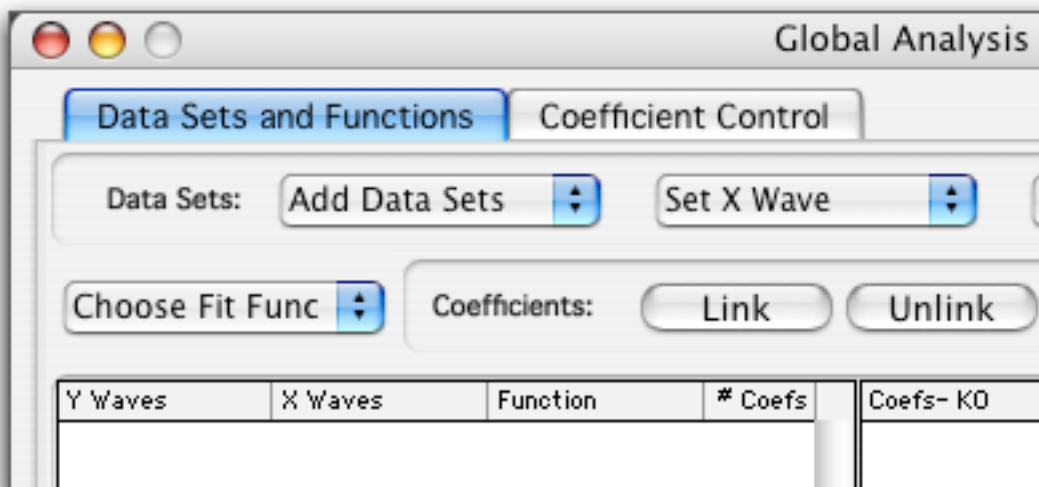 Global Analysis
Data Sets and Functions Coefficient Control
Data Sets: Add Data Sets Set X Wave
Choose Fit Func Coefficients: Link Unlink
Y Waves X Waves Function # Coefs Coefs- K0